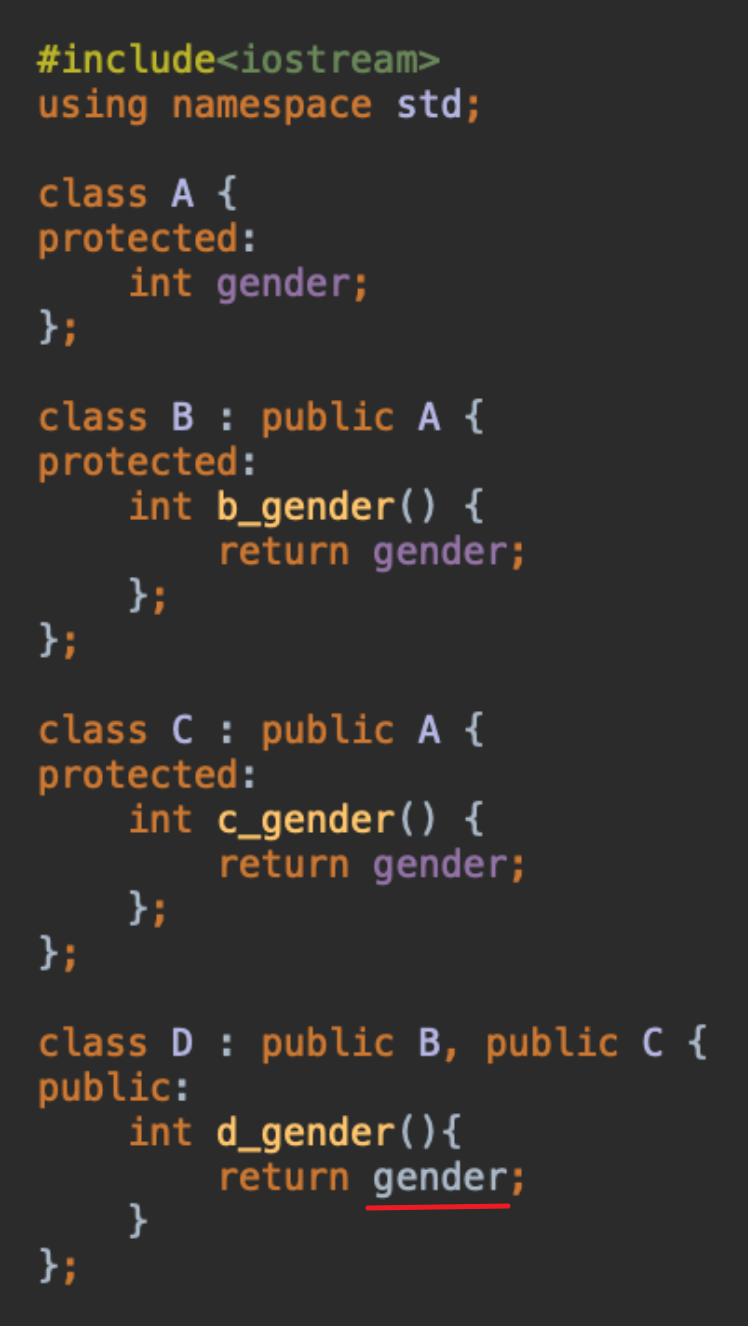 #include<iostream>
using namespace std;
class A {
protected:
int gender;
};
class B : public A {
protected:
int b_gender() {
return gender;
};
};
class C : public A {
protected:
int c_gender() {
return gender;
};
};
class D : public B, public C {
public:
int d_gender(){
return gender;
}
};